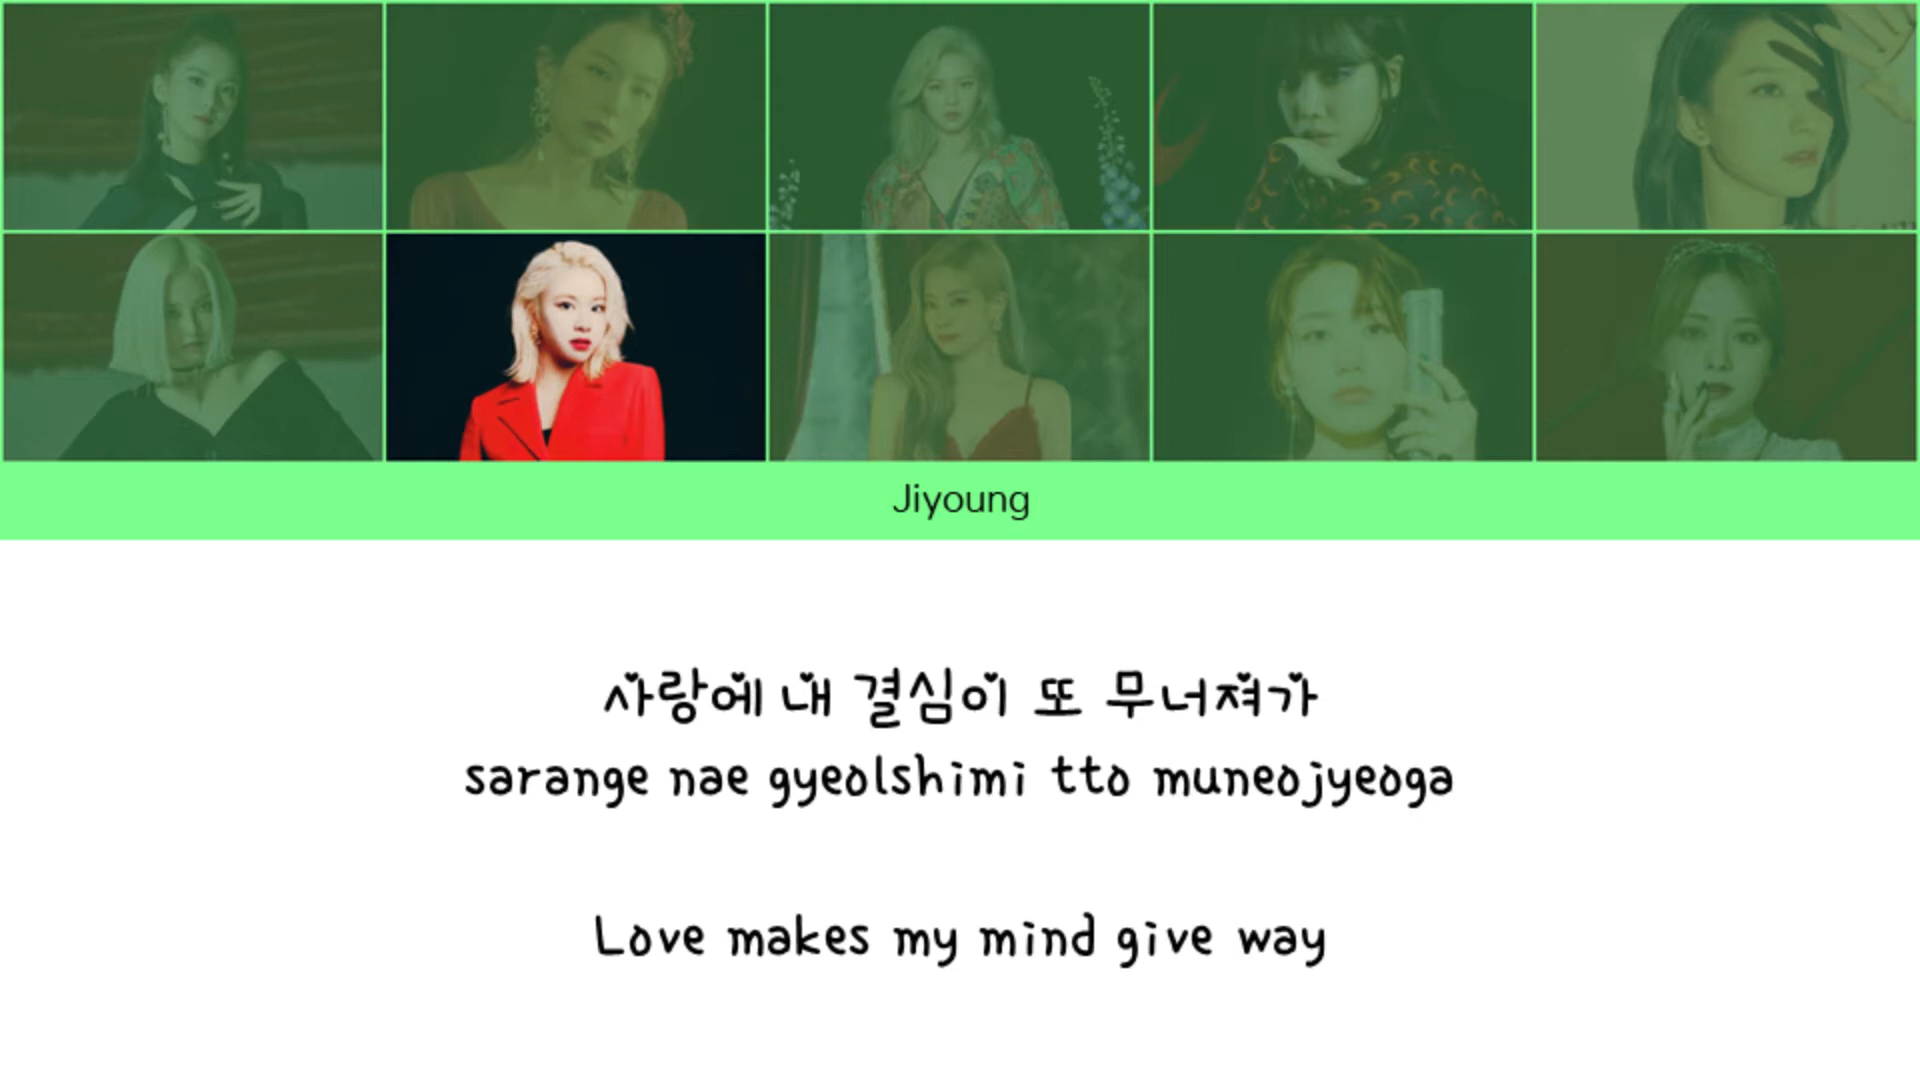 Jiyoung
사랑에 내 결심이 또 무너져가
sarange nae gyeolshimi tto muneojyeoga
Love makes my mind give way